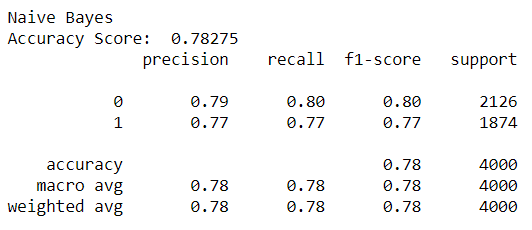 Naive Bayes
Accuracy Score:  0.78275
              precision    recall  f1-score   support

           0       0.79      0.80      0.80      2126
           1       0.77      0.77      0.77      1874

    accuracy                           0.78      4000
   macro avg       0.78      0.78      0.78      4000
weighted avg       0.78      0.78      0.78      4000